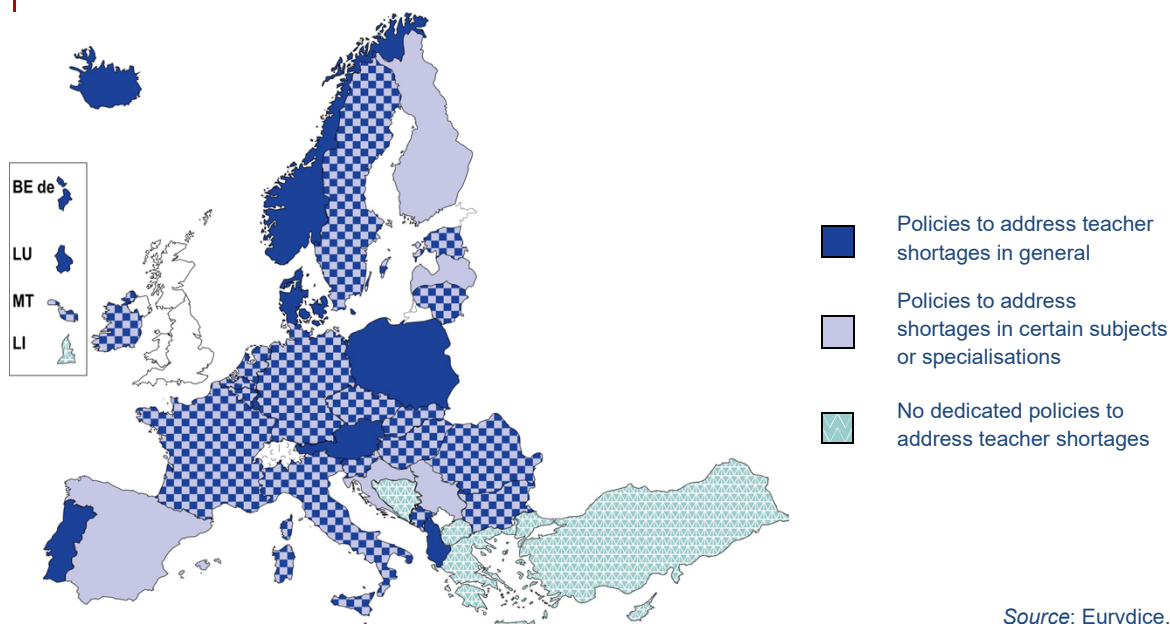 BE de
LU
MT
LI
Policies to address teacher
shortages in general
Policies to address
shortages in certain subjects
or specialisations
No dedicated policies to
address teacher shortages
Source: Eurydice.